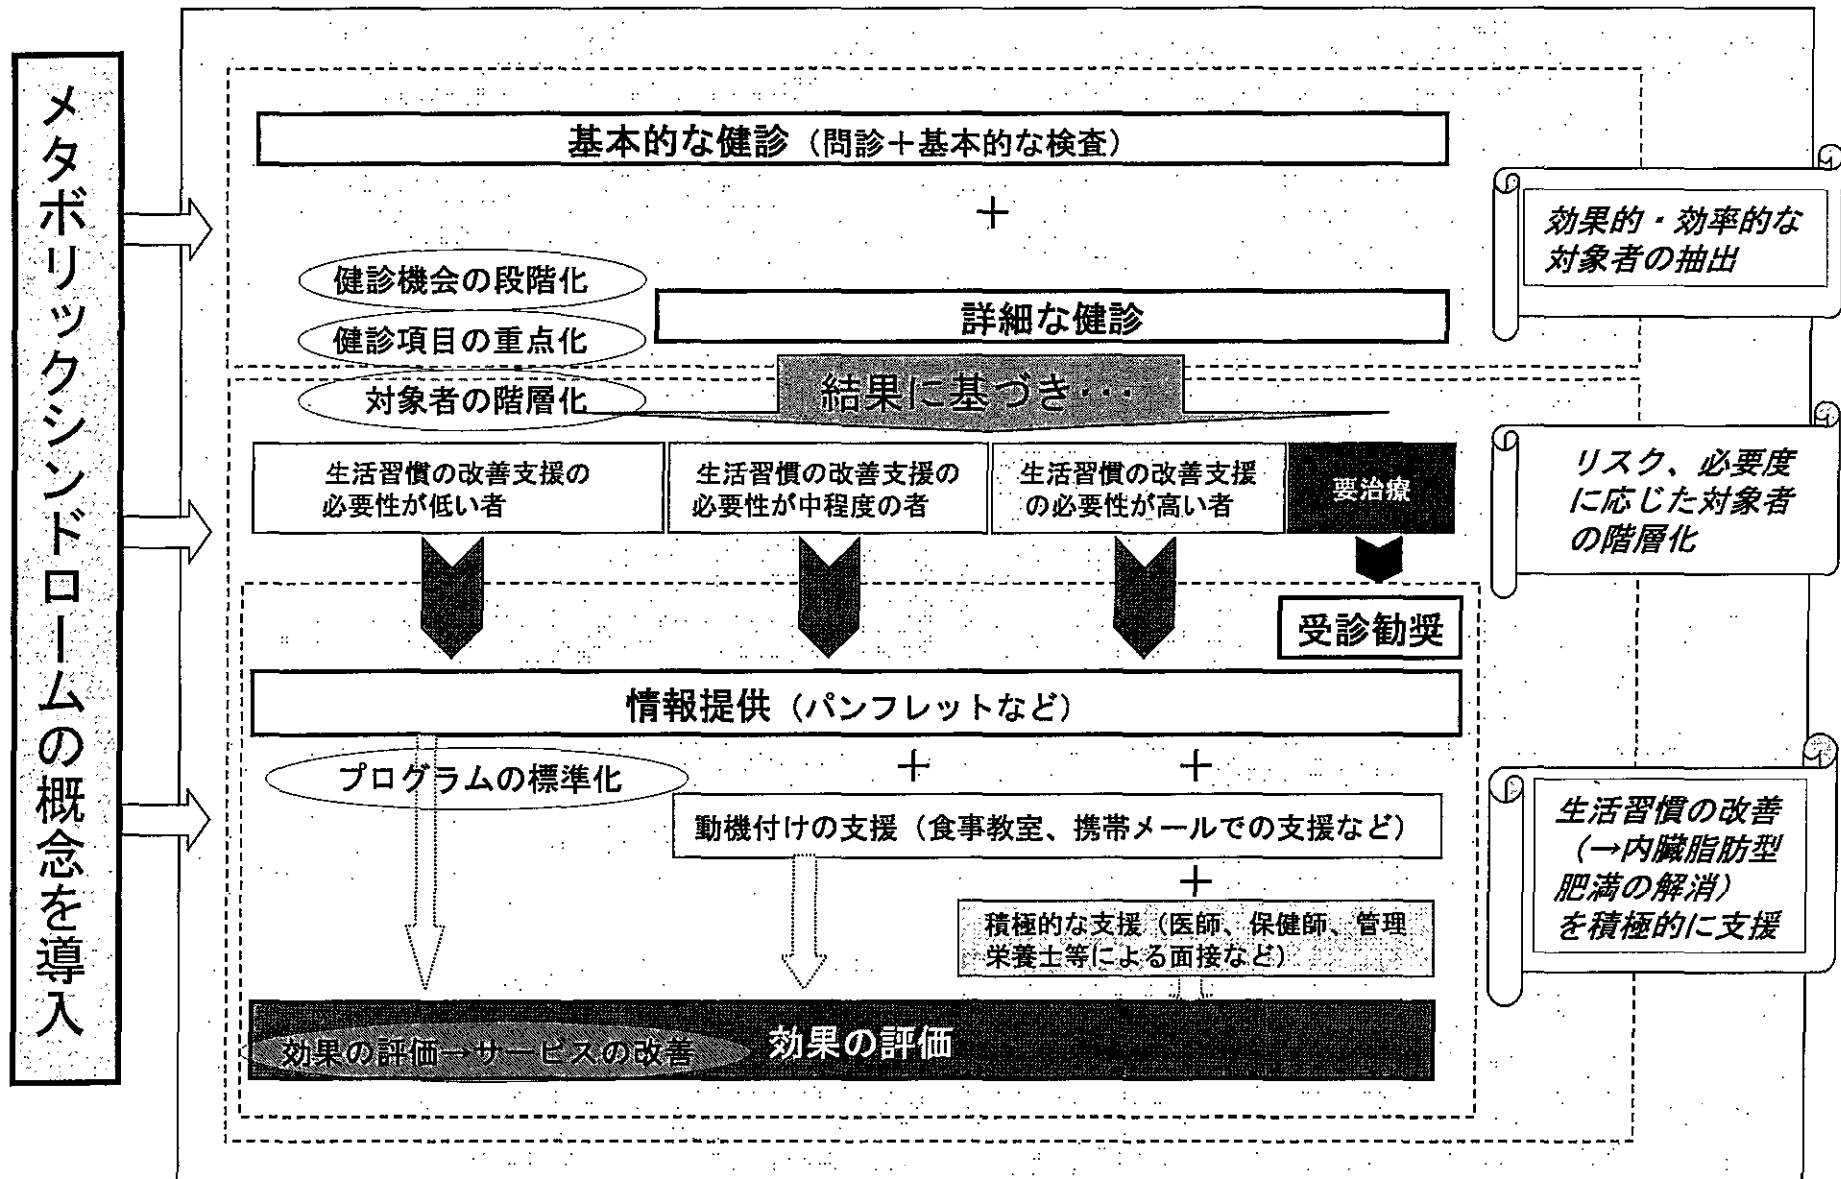 メタボリックシンドロームの概念を導入
基本的な健診(問診+基本的な検査)
+
健診機会の段階化
健診項目の重点化
対象者の階層化
詳細な健診
結果に基づき・・・
生活習慣の改善支援の
必要性が低い者
生活習慣の改善支援の
必要性が中程度の者
生活習慣の改善支援
の必要性が高い者
要治療
受診勧奨
情報提供(パンフレットなど)
プログラムの標準化
+
+
動機付けの支援(食事教室、携帯メールでの支援など)
+
積極的な支援(医師、保健師、管理
栄養士等による面接など)
効果の評価→サービスの改善
効果の評価
効果的・効率的な
対象者の抽出
リスク、必要度
に応じた対象者
の階層化
生活習慣の改善
(→内臓脂肪型
肥満の解消)
を積極的に支援